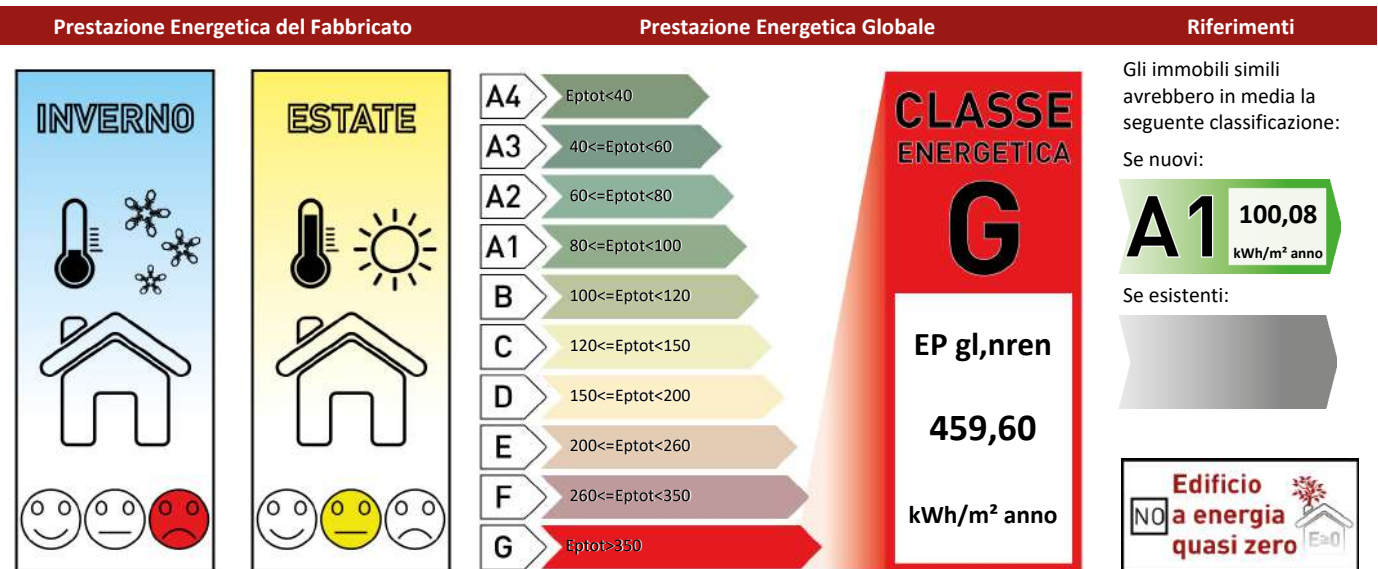 Prestazione Energetica del Fabbricato
Prestazione Energetica Globale
Riferimenti
INVERNO
ESTATE
A4
Eptot<40
A3
40<=Eptot<60
A2
60<=Eptot<80
A1
80<=Eptot<100
B
100<=Eptot<120
C
120<=Eptot<150
D
150<=Eptot<200
E
200<=Eptot<260
F
260<=Eptot<350
G
Eptot>350
CLASSE
ENERGETICA
G
EP gl,nren
459,60
kWh/m² anno
Gli immobili simili
avrebbero in media la
seguente classificazione:
Se nuovi:
A1
100,08
kWh/m² anno
Se esistenti:
Edificio
NO a energia
quasi zero
E≥0